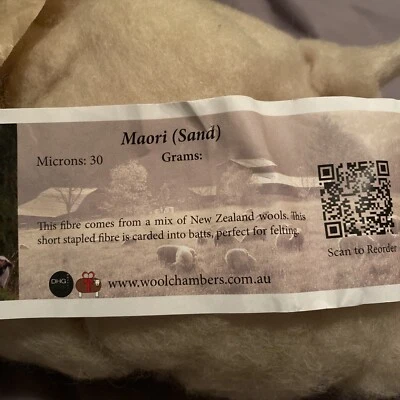 Maori (Sand)
Microns: 30 Grams:
This fibre comes from a mix of New Zealand wools. This
short stapled fibre is carded into batts, perfect for felting
Scan to Reorder
DHG www.woolchambers.com.au